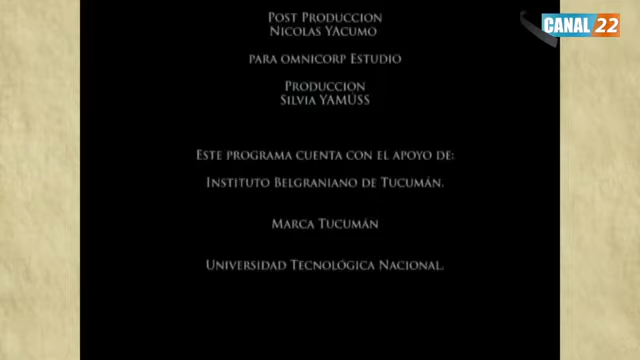 CANAL 22
POST PRODUCCION
NICOLAS YACUMO
PARA OMNICORP ESTUDIO
PRODUCCION
SILVIA YAMÜSS
ESTE PROGRAMA CUENTA CON EL APOYO DE:
INSTITUTO BELGRANIANO DE TUCUMÁN.
MARCA TUCUMÁN
UNIVERSIDAD TECNOLÓGICA NACIONAL.